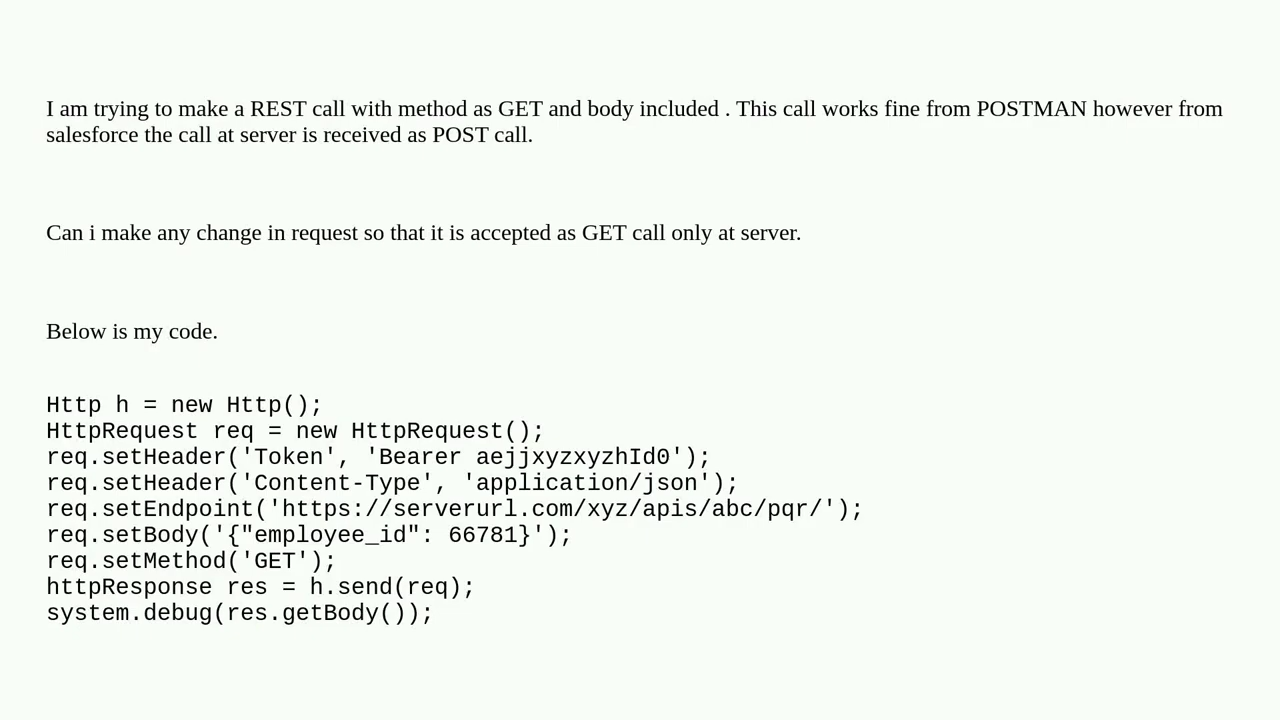 I am trying to make a REST call with method as GET and body included . This call works fine from POSTMAN however from
salesforce the call at server is received as POST call.
Can i make any change in request so that it is accepted as GET call only at server.
Below is my code.
Http h = new Http();
HttpRequest req = new HttpRequest();
req.setHeader('Token', 'Bearer aejjxyzxyzhId0');
req.setHeader('Content-Type', 'application/json');
req.setEndpoint('https://serverurl.com/xyz/apis/abc/pqr/');
req.setBody('{"employee_id": 66781}');
req.setMethod('GET');
httpResponse res = h.send(req);
system.debug(res.getBody());